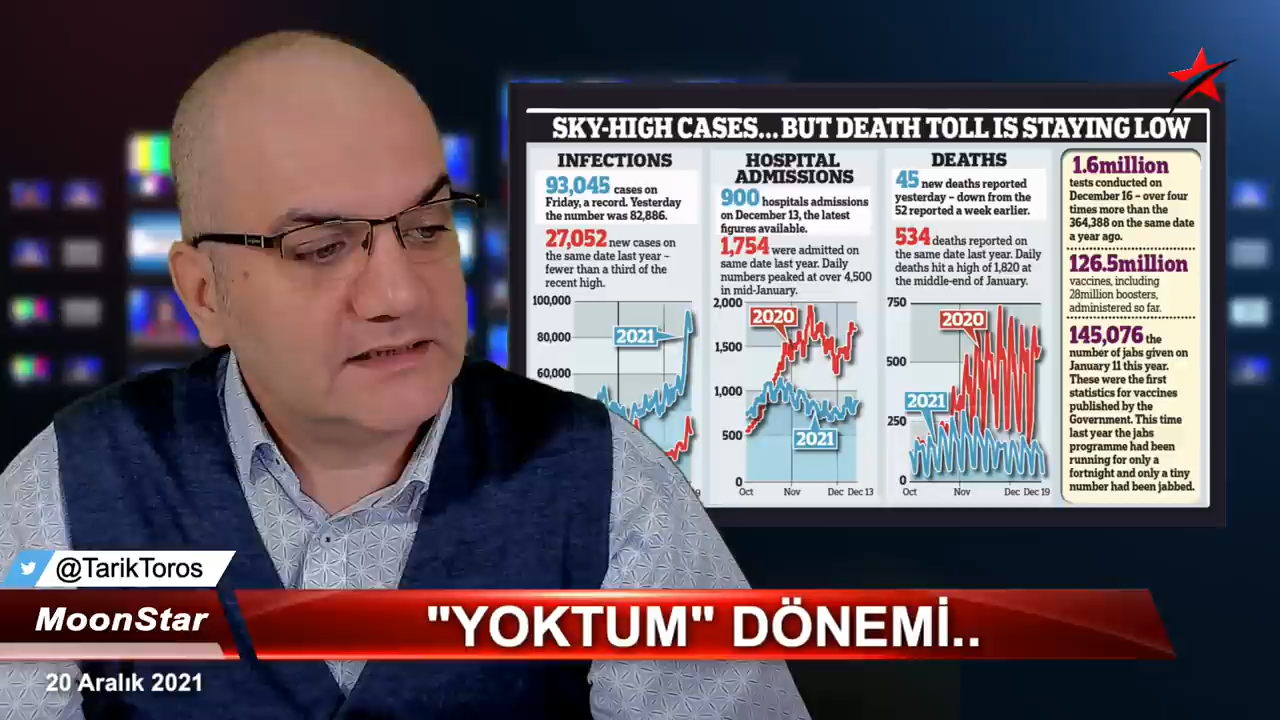 SKY-HIGH CASES...BUT DEATH TOLL IS STAYING LOW
INFECTIONS
93,045 cases on
Friday, a record. Yesterday
the number was 82,886.
27,052 new cases on
the same date last year –
fewer than a third of the
recent high.
100,000
80,000
60,000
2021
9
HOSPITAL
ADMISSIONS
900 hospitals admissions
on December 13, the latest
figures available.
1,754 were admitted on
same date last year. Daily
numbers peaked at over 4,500
in mid-January.
2,000
1,500
1,000
500
0
2020
2021
Oct Nov Dec Dec 13
DEATHS
45 new deaths reported
yesterday – down from the
52 reported a week earlier.
534 deaths reported on
the same date last year. Daily
deaths hit a high of 1,820 at
the middle-end of January.
750
500
250
0
2020
2021
Oct Nov Dec Dec 19
1.6million
tests conducted on
December 16 – over four
times more than the
364,388 on the same date
a year ago.
126.5million
vaccines, including
28million boosters,
administered so far.
145,076 the
number of jabs given on
January 11 this year.
These were the first
statistics for vaccines
published by the
Government. This time
last year the jabs
programme had been
running for only a
fortnight and only a tiny
number had been jabbed.
@TarikToros
MoonStar
"YOKTUM" DÖNEMİ..
20 Aralık 2021